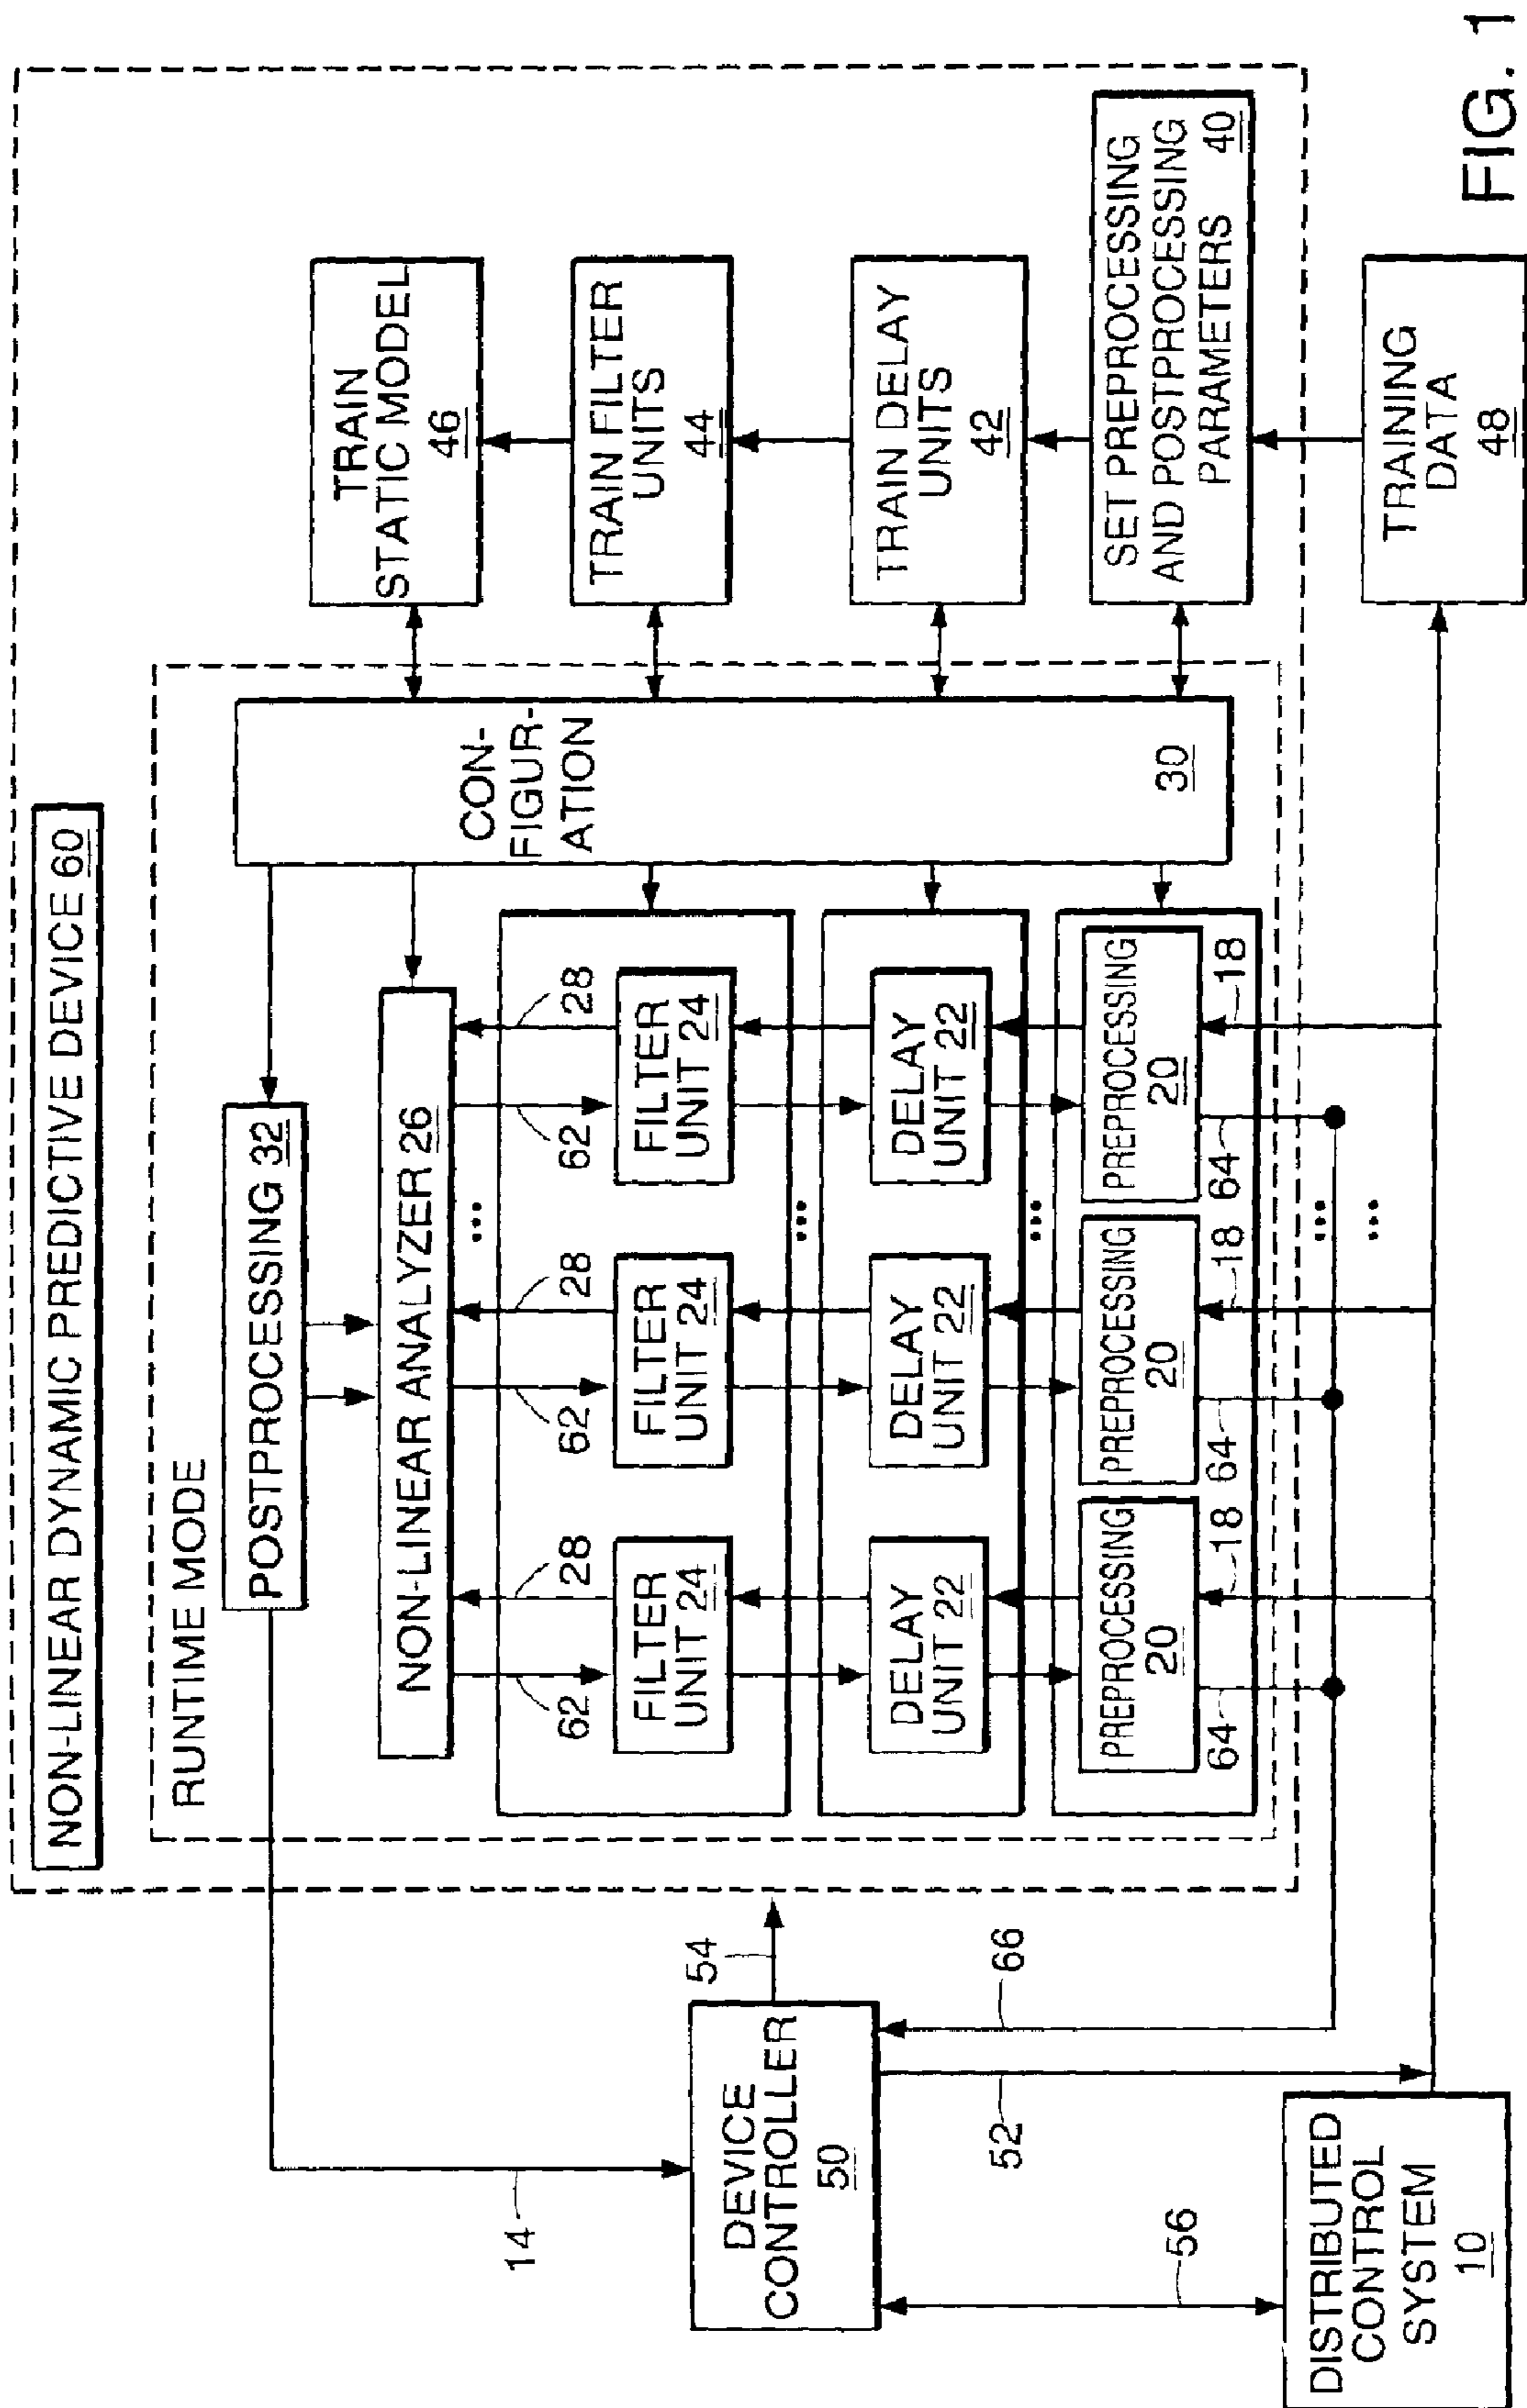 NON-LINEAR DYNAMIC PREDICTIVE DEVICE 60
RUNTIME MODE
POSTPROCESSING 32
NON-LINEAR ANALYZER 26
62
28
62
28
62
28
...
FILTER
UNIT 24
FILTER
UNIT 24
FILTER
UNIT 24
...
DELAY
UNIT 22
DELAY
UNIT 22
DELAY
UNIT 22
...
PREPROCESSING
20
PREPROCESSING
20
PREPROCESSING
20
64
18
64
18
64
18
...
...
CON-
FIGUR-
ATION
30
TRAIN
STATIC MODEL
46
TRAIN FILTER
UNITS
44
TRAIN DELAY
UNITS
42
SET PREPROCESSING
AND POSTPROCESSING
PARAMETERS 40
TRAINING
DATA
48
14
54
DEVICE
CONTROLLER
50
66
52
56
DISTRIBUTED
CONTROL
SYSTEM
10
FIG. 1